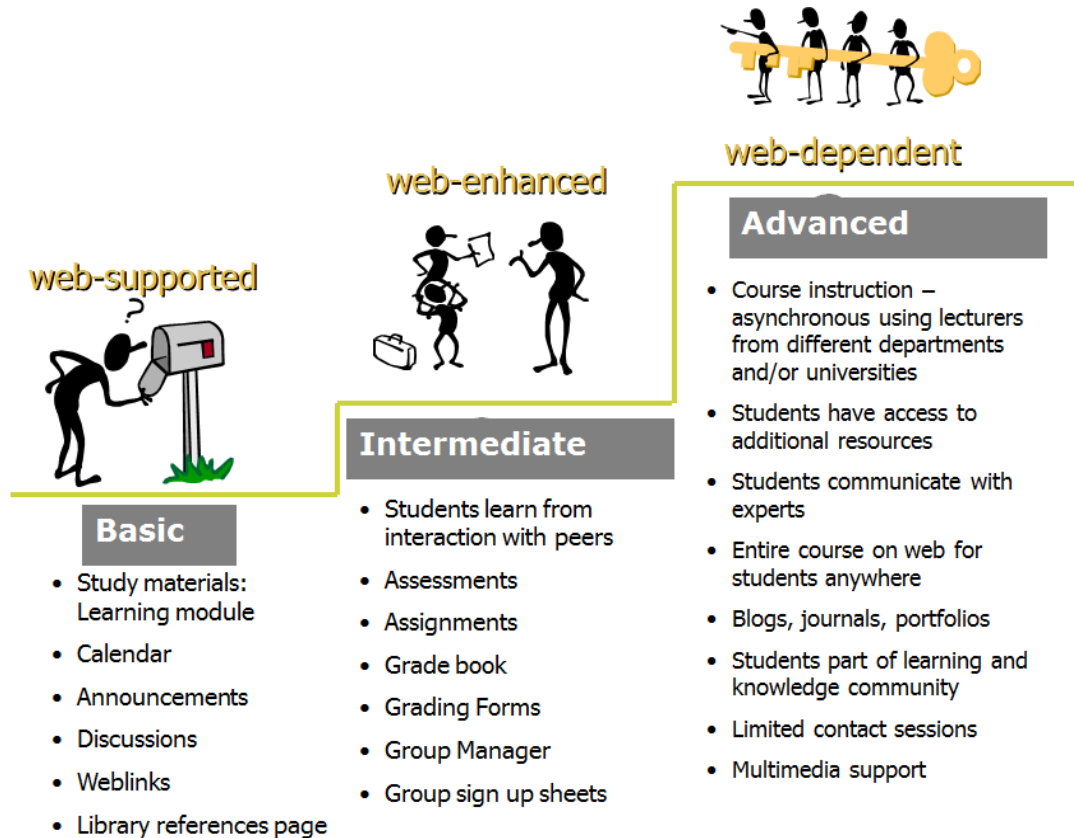 web-supported
?
Basic
• Study materials:
Learning module
• Calendar
• Announcements
• Discussions
• Weblinks
• Library references page
web-enhanced
Intermediate
• Students learn from
interaction with peers
• Assessments
• Assignments
• Grade book
• Grading Forms
• Group Manager
• Group sign up sheets
web-dependent
Advanced
• Course instruction –
asynchronous using lecturers
from different departments
and/or universities
• Students have access to
additional resources
• Students communicate with
experts
• Entire course on web for
students anywhere
• Blogs, journals, portfolios
• Students part of learning and
knowledge community
• Limited contact sessions
• Multimedia support